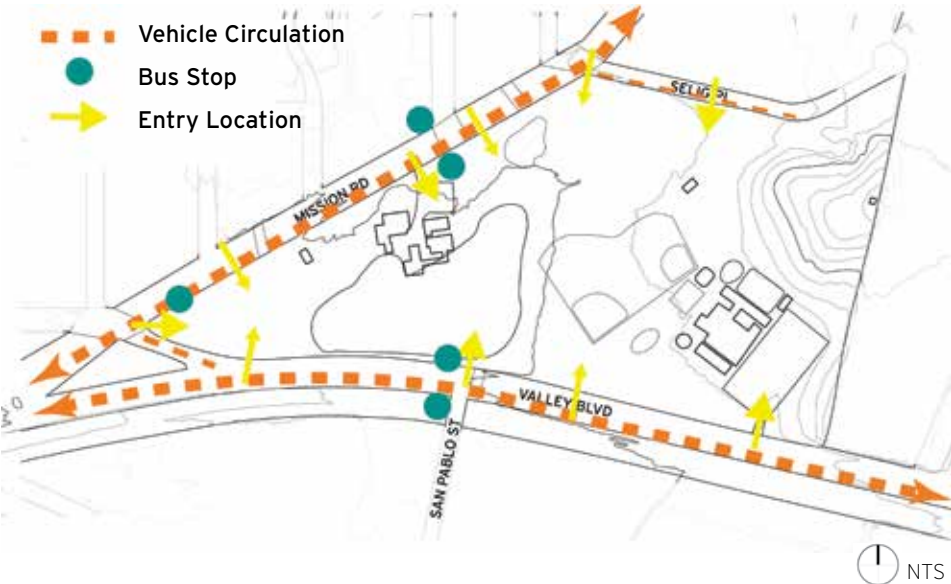 Vehicle Circulation
Bus Stop
Entry Location
SELIG PL
MISSION RD
VALLEY BLVD
SAN PABLO ST
NTS